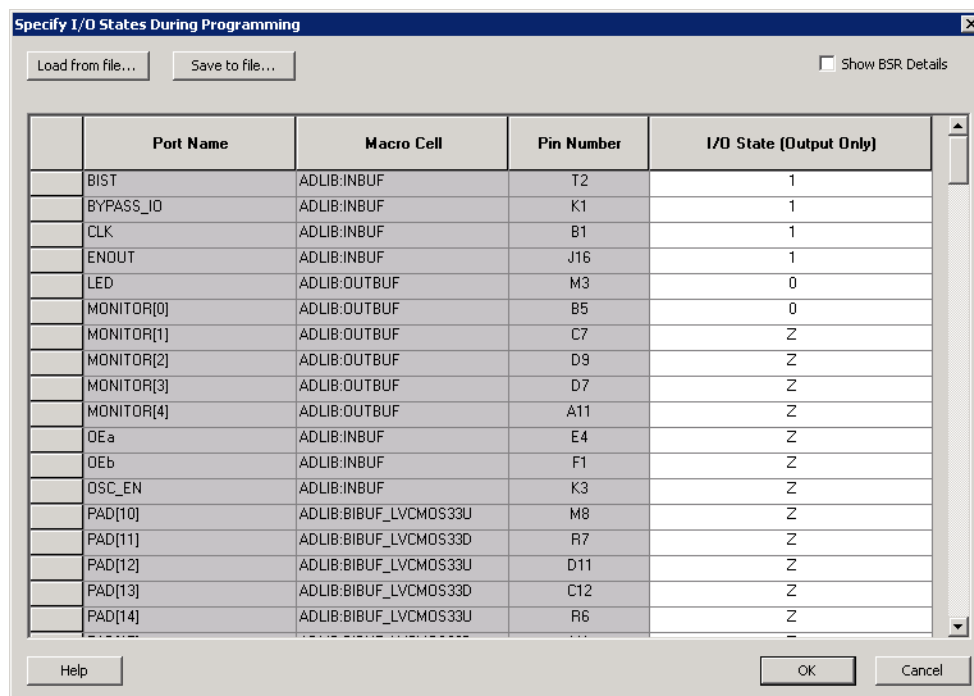 Specify I/O States During Programming
Load from file... Save to file... Show BSR Details
Port Name Macro Cell Pin Number I/O State (Output Only)
BIST ADLIB:INBUF T2 1
BYPASS_IO ADLIB:INBUF K1 1
CLK ADLIB:INBUF B1 1
ENOUT ADLIB:INBUF J16 1
LED ADLIB:OUTBUF M3 0
MONITOR[0] ADLIB:OUTBUF B5 0
MONITOR[1] ADLIB:OUTBUF C7 Z
MONITOR[2] ADLIB:OUTBUF D9 Z
MONITOR[3] ADLIB:OUTBUF D7 Z
MONITOR[4] ADLIB:OUTBUF A11 Z
OEa ADLIB:INBUF E4 Z
OEb ADLIB:INBUF F1 Z
OSC_EN ADLIB:INBUF K3 Z
PAD[10] ADLIB:BIBUF_LVCMOS33U M8 Z
PAD[11] ADLIB:BIBUF_LVCMOS33D R7 Z
PAD[12] ADLIB:BIBUF_LVCMOS33U D11 Z
PAD[13] ADLIB:BIBUF_LVCMOS33D C12 Z
PAD[14] ADLIB:BIBUF_LVCMOS33U R6 Z
Help OK Cancel